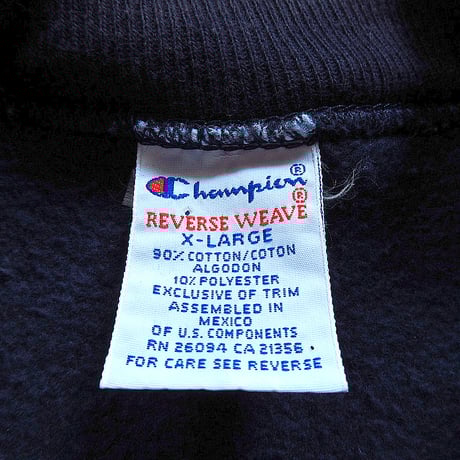 Champion®
REVERSE WEAVE®
X-LARGE
90% COTTON/COTON
ALGODON
10% POLYESTER
EXCLUSIVE OF TRIM
ASSEMBLED IN
MEXICO
OF U.S. COMPONENTS
RN 26094 CA 21356
FOR CARE SEE REVERSE